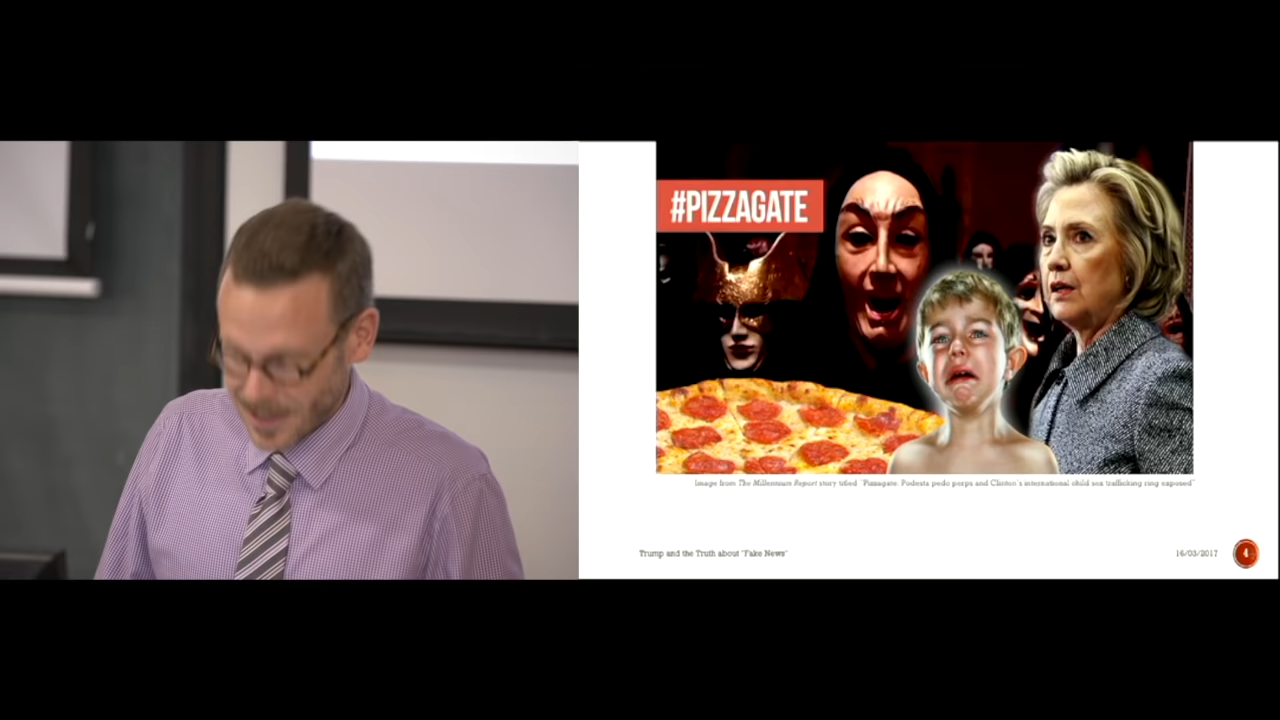 #PIZZAGATE
Image from The Millennium Report story titled "Pizzagate: Podesta pedo perps and Clinton's international child sex trafficking ring exposed"
Trump and the Truth about "Fake News"
16/03/2017
4